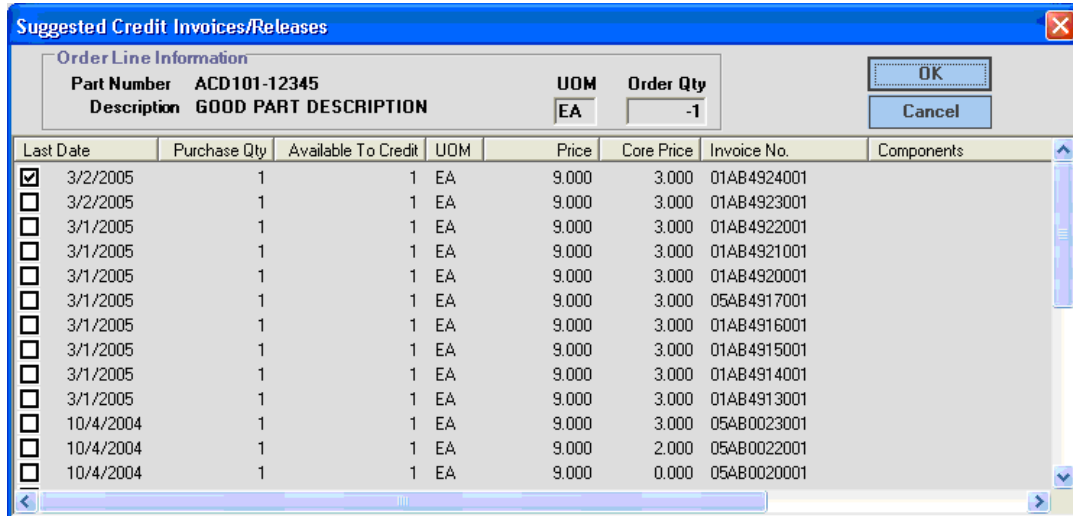 Suggested Credit Invoices/Releases
Order Line Information
Part Number ACD101-12345 UOM Order Qty OK
Description GOOD PART DESCRIPTION EA -1 Cancel
Last Date Purchase Qty Available To Credit UOM Price Core Price Invoice No. Components
3/2/2005 1 1 EA 9.000 3.000 01AB4924001
3/2/2005 1 1 EA 9.000 3.000 01AB4923001
3/1/2005 1 1 EA 9.000 3.000 01AB4922001
3/1/2005 1 1 EA 9.000 3.000 01AB4921001
3/1/2005 1 1 EA 9.000 3.000 01AB4920001
3/1/2005 1 1 EA 9.000 3.000 05AB4917001
3/1/2005 1 1 EA 9.000 3.000 01AB4916001
3/1/2005 1 1 EA 9.000 3.000 01AB4915001
3/1/2005 1 1 EA 9.000 3.000 01AB4914001
3/1/2005 1 1 EA 9.000 3.000 01AB4913001
10/4/2004 1 1 EA 9.000 3.000 05AB0023001
10/4/2004 1 1 EA 9.000 2.000 05AB0022001
10/4/2004 1 1 EA 9.000 0.000 05AB0020001